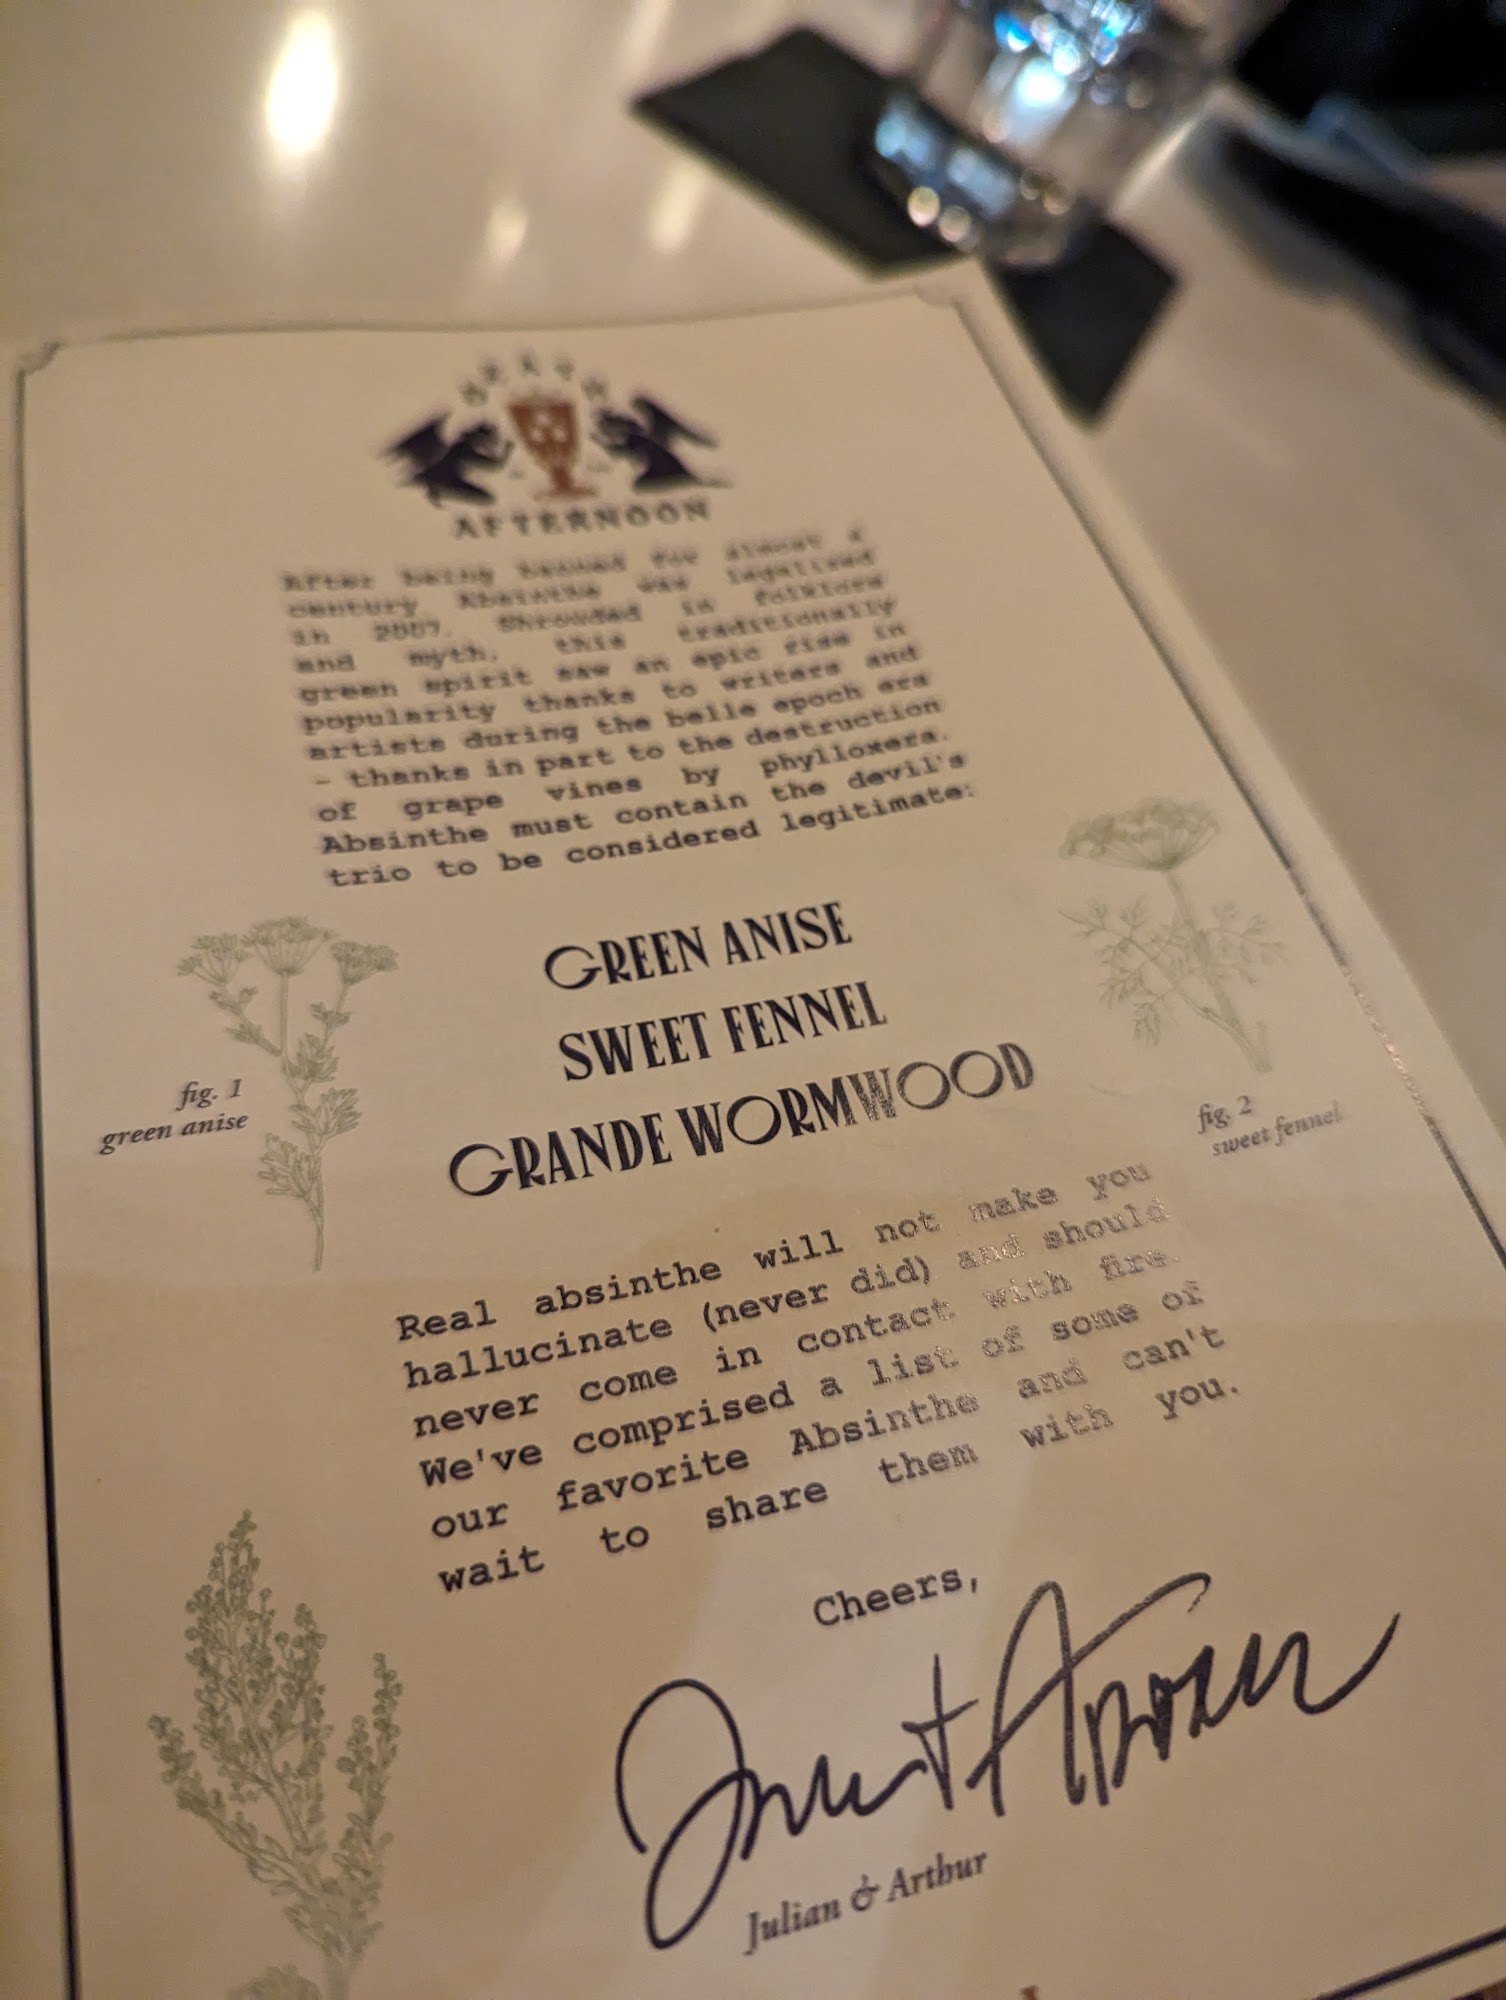 DEATH
AFTERNOON
After being banned for almost a
century Absinthe was legalized
in 2007. Shrouded in folklore
and myth, this traditionally
green spirit saw an epic rise in
popularity thanks to writers and
artists during the belle epoch era
- thanks in part to the destruction
of grape vines by phylloxera.
Absinthe must contain the devil's
trio to be considered legitimate:
GREEN ANISE
SWEET FENNEL
GRANDE WORMWOOD
fig. 1
green anise
fig. 2
sweet fennel
Real absinthe will not make you
hallucinate (never did) and should
never come in contact with fire.
We've comprised a list of some of
our favorite Absinthe and can't
wait to share them with you.
Cheers,
Julian & Arthur